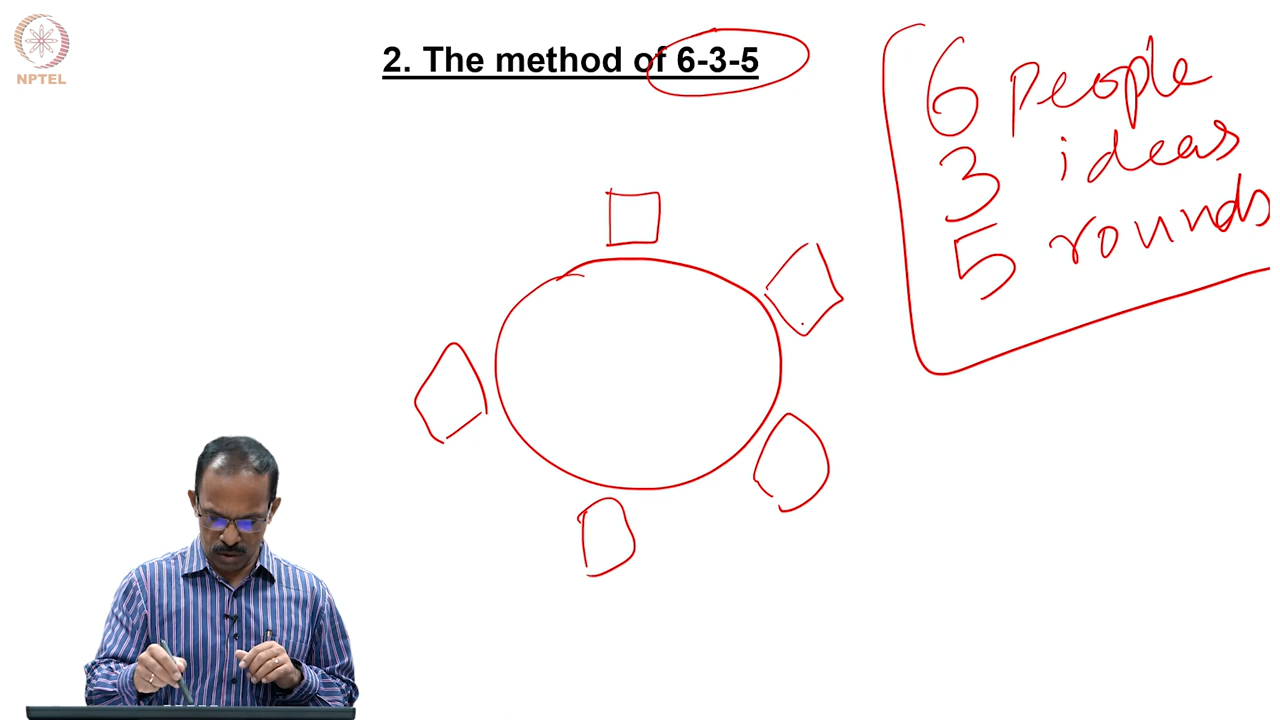 NPTEL
2. The method of 6-3-5
6 people
3 ideas
5 rounds